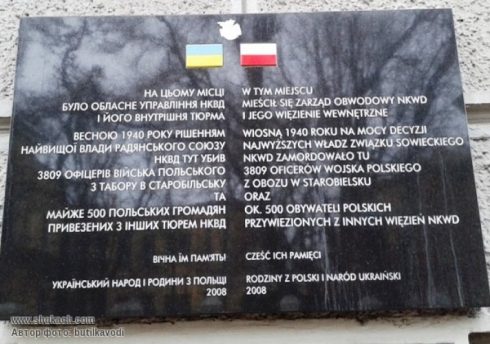 НА ЦЬОМУ МІСЦІ
БУЛО ОБЛАСНЕ УПРАВЛІННЯ НКВД
І ЙОГО ВНУТРІШНЯ ТЮРМА
ВЕСНОЮ 1940 РОКУ РІШЕННЯМ
НАЙВИЩОЇ ВЛАДИ РАДЯНСЬКОГО СОЮЗУ
НКВД ТУТ УБИВ
3809 ОФІЦЕРІВ ВІЙСЬКА ПОЛЬСЬКОГО
З ТАБОРУ В СТАРОБІЛЬСЬКУ
ТА
МАЙЖЕ 500 ПОЛЬСЬКИХ ГРОМАДЯН
ПРИВЕЗЕНИХ З ІНШИХ ТЮРЕМ НКВД
ВІЧНА ЇМ ПАМ'ЯТЬ!
УКРАЇНСЬКИЙ НАРОД І РОДИНИ З ПОЛЬЩІ
2008
W TYM MIEJSCU
MIEŚCIŁ SIĘ ZARZĄD OBWODOWY NKWD
I JEGO WIĘZIENIE WEWNĘTRZNE
WIOSNĄ 1940 ROKU NA MOCY DECYZJI
NAJWYŻSZYCH WŁADZ ZWIĄZKU SOWIECKIEGO
NKWD ZAMORDOWAŁO TU
3809 OFICERÓW WOJSKA POLSKIEGO
Z OBOZU W STAROBIELSKU
ORAZ
OK. 500 OBYWATELI POLSKICH
PRZYWIEZIONYCH Z INNYCH WIĘZIEŃ NKWD
CZEŚĆ ICH PAMIĘCI
RODZINY Z POLSKI I NARÓD UKRAIŃSKI
2008
www.shukach.com
Автор фото: butilkavodi